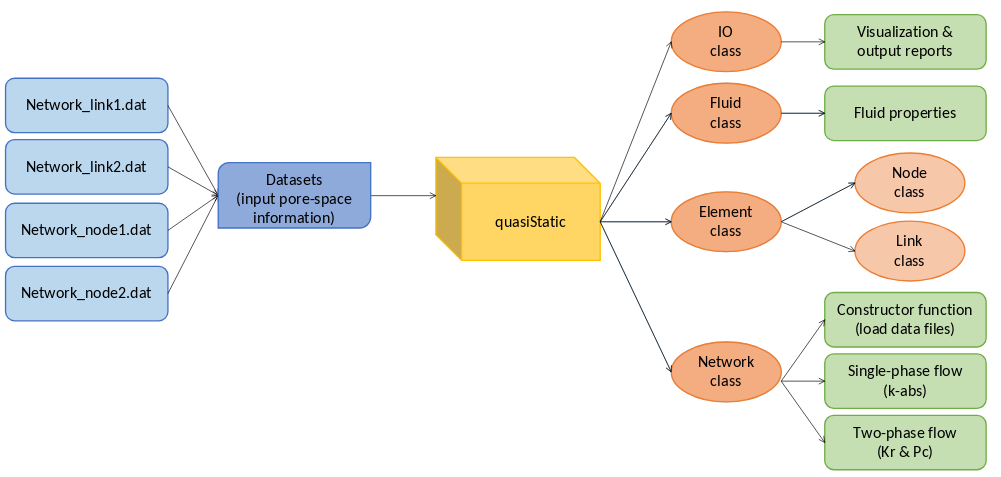 Network_link1.dat
Network_link2.dat
Network_node1.dat
Network_node2.dat
Datasets
(input pore-space
information)
quasiStatic
IO
class
Visualization &
output reports
Fluid
class
Fluid properties
Element
class
Node
class
Link
class
Network
class
Constructor function
(load data files)
Single-phase flow
(k-abs)
Two-phase flow
(Kr & Pc)